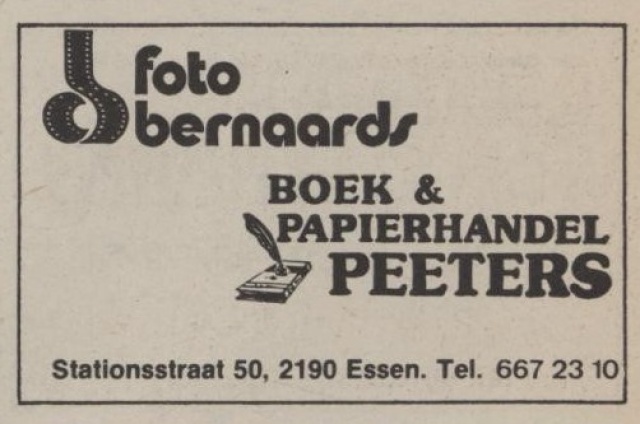 foto
bernaards
BOEK &
PAPIERHANDEL
PEETERS
Stationsstraat 50, 2190 Essen. Tel. 667 23 10